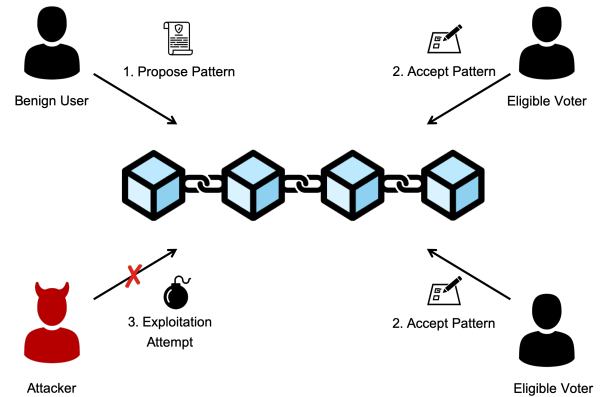 1. Propose Pattern
2. Accept Pattern
Benign User
Eligible Voter
3. Exploitation
Attempt
2. Accept Pattern
Attacker
Eligible Voter